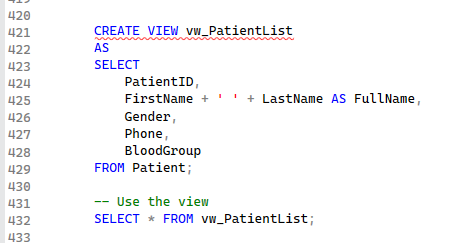 420
421 CREATE VIEW vw_PatientList
422 AS
423 SELECT
424 PatientID,
425 FirstName + ' ' + LastName AS FullName,
426 Gender,
427 Phone,
428 BloodGroup
429 FROM Patient;
430
431 -- Use the view
432 SELECT * FROM vw_PatientList;
433